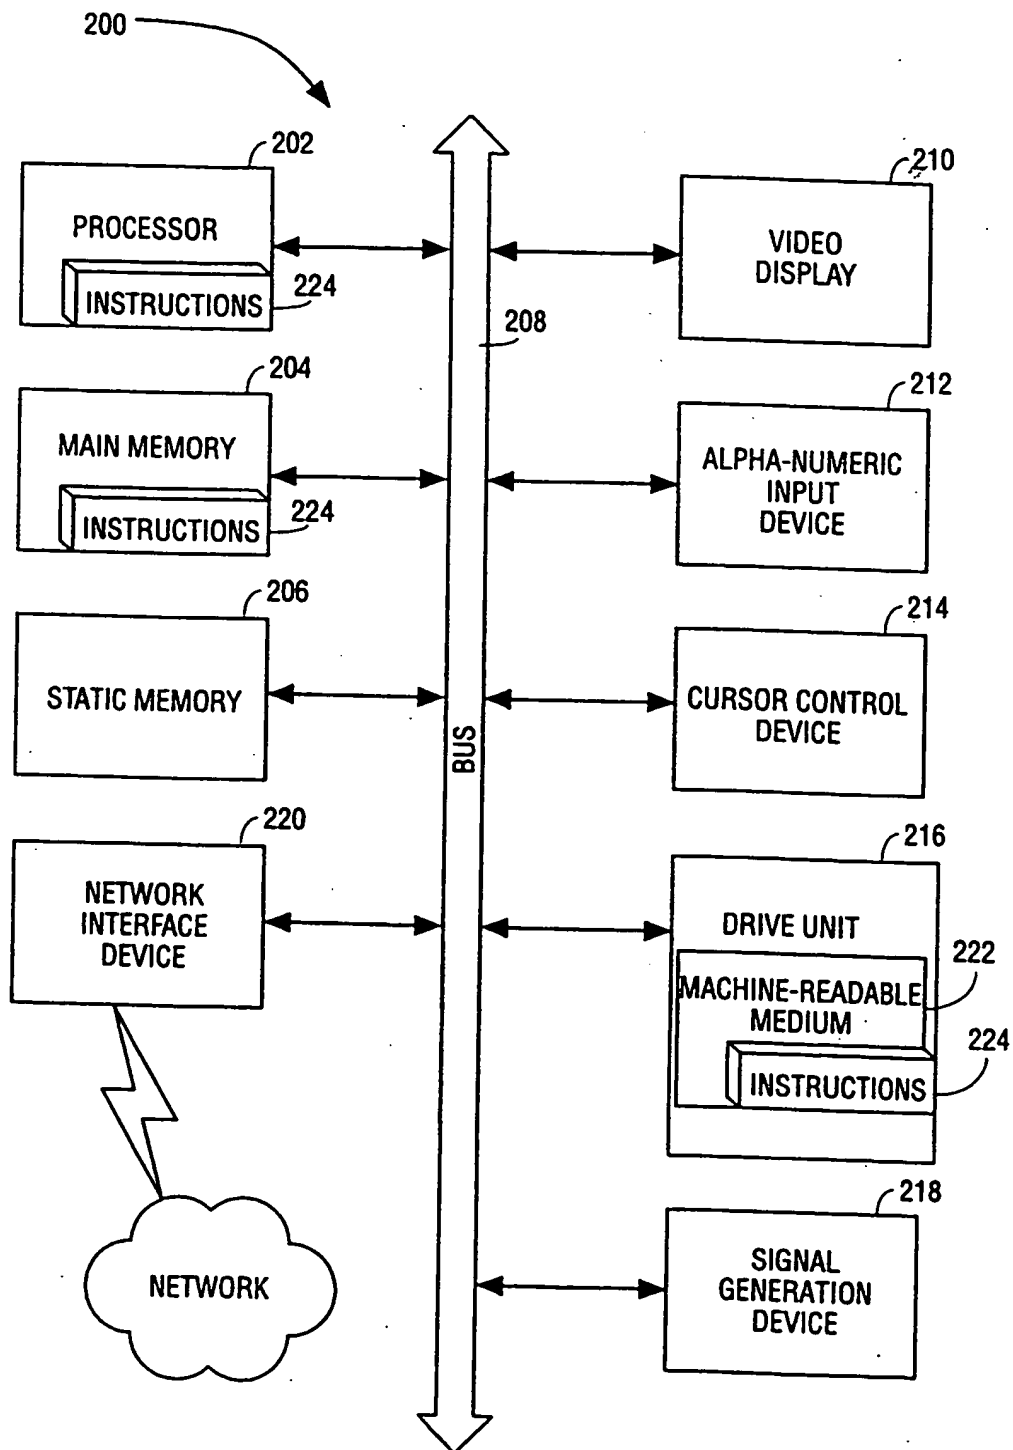 200
202
PROCESSOR
INSTRUCTIONS
224
204
MAIN MEMORY
INSTRUCTIONS
224
206
STATIC MEMORY
220
NETWORK
INTERFACE
DEVICE
NETWORK
208
BUS
210
VIDEO
DISPLAY
212
ALPHA-NUMERIC
INPUT
DEVICE
214
CURSOR CONTROL
DEVICE
216
DRIVE UNIT
222
MACHINE-READABLE
MEDIUM
224
INSTRUCTIONS
218
SIGNAL
GENERATION
DEVICE